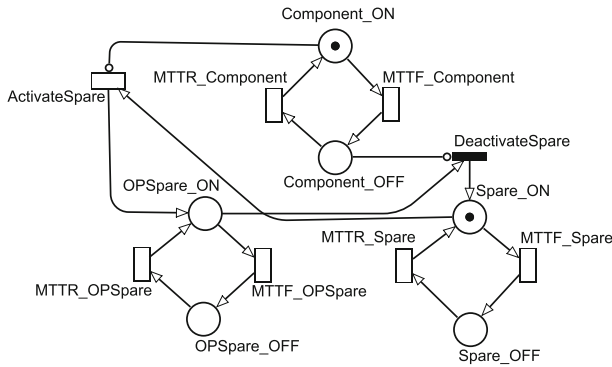 Component_ON
MTTR_Component
MTTF_Component
ActivateSpare
DeactivateSpare
Component_OFF
OPSpare_ON
Spare_ON
MTTR_Spare
MTTF_Spare
MTTR_OPSpare
MTTF_OPSpare
OPSpare_OFF
Spare_OFF